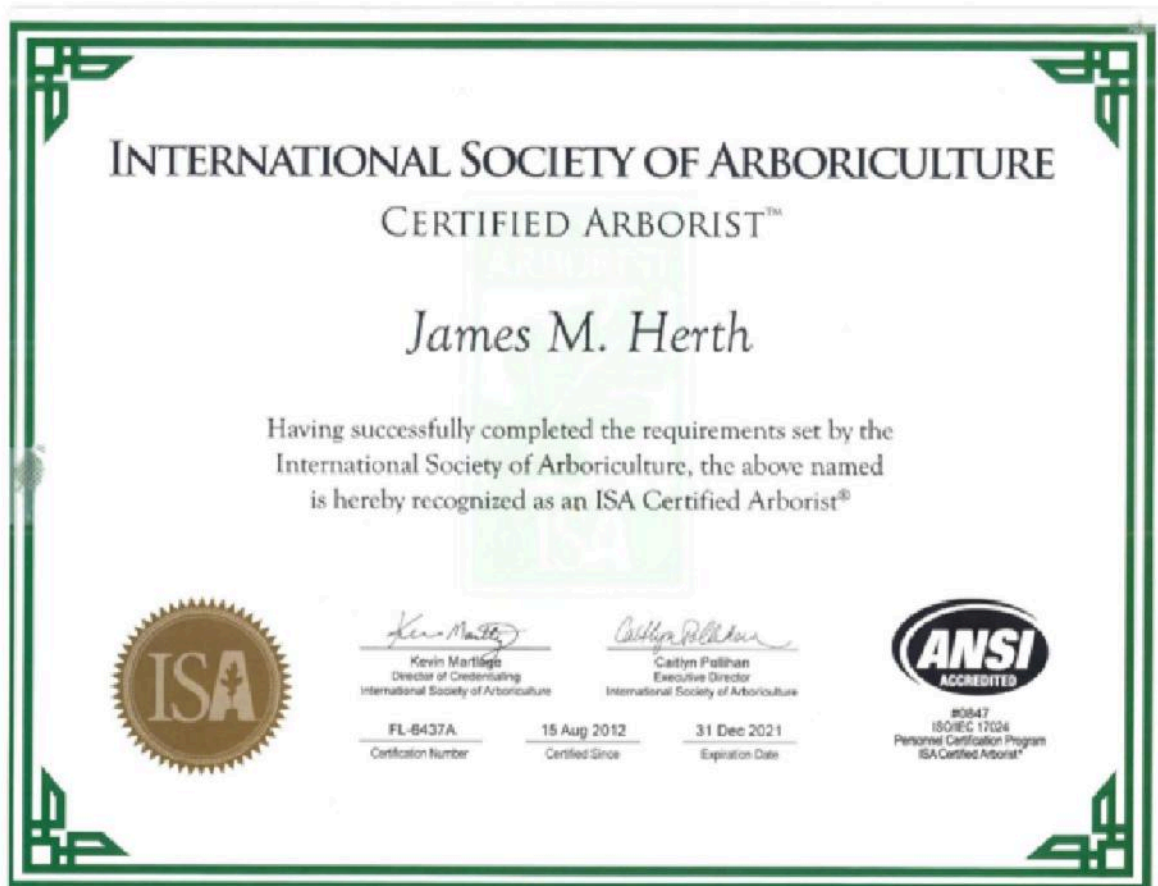 INTERNATIONAL SOCIETY OF ARBORICULTURE
CERTIFIED ARBORIST™
James M. Herth
Having successfully completed the requirements set by the
International Society of Arboriculture, the above named
is hereby recognized as an ISA Certified Arborist®
ISA
ISA
Kevin Martlage
Director of Credentialing
International Society of Arboriculture
Caitlyn Pollihan
Executive Director
International Society of Arboriculture
FL-6437A
Certification Number
15 Aug 2012
Certified Since
31 Dec 2021
Expiration Date
ANSI
ACCREDITED
#0847
ISO/IEC 17024
Personnel Certification Program
ISA Certified Arborist®